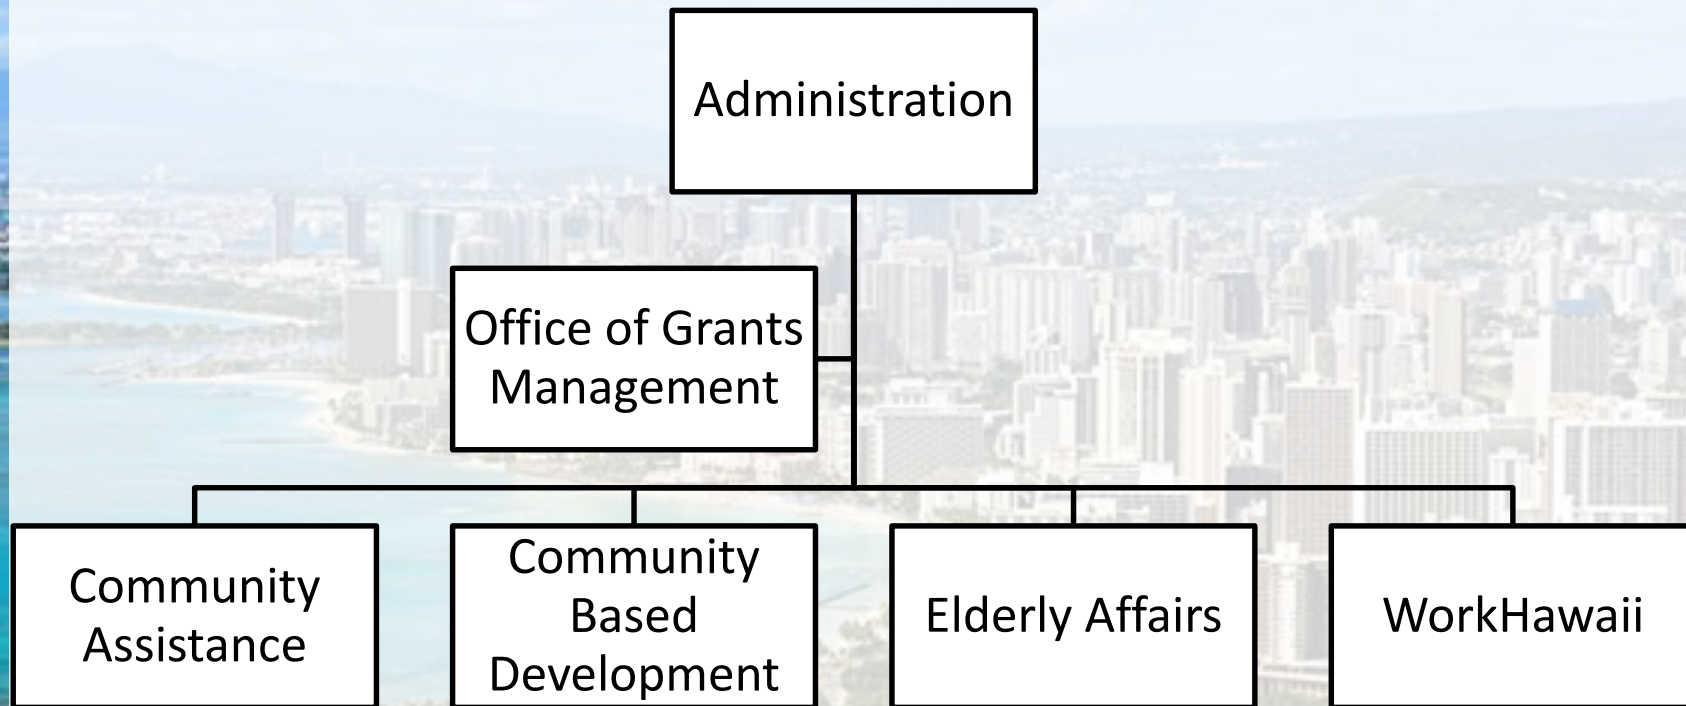 Administration
Office of Grants
Management
Community
Assistance
Community
Based
Development
Elderly Affairs
WorkHawaii